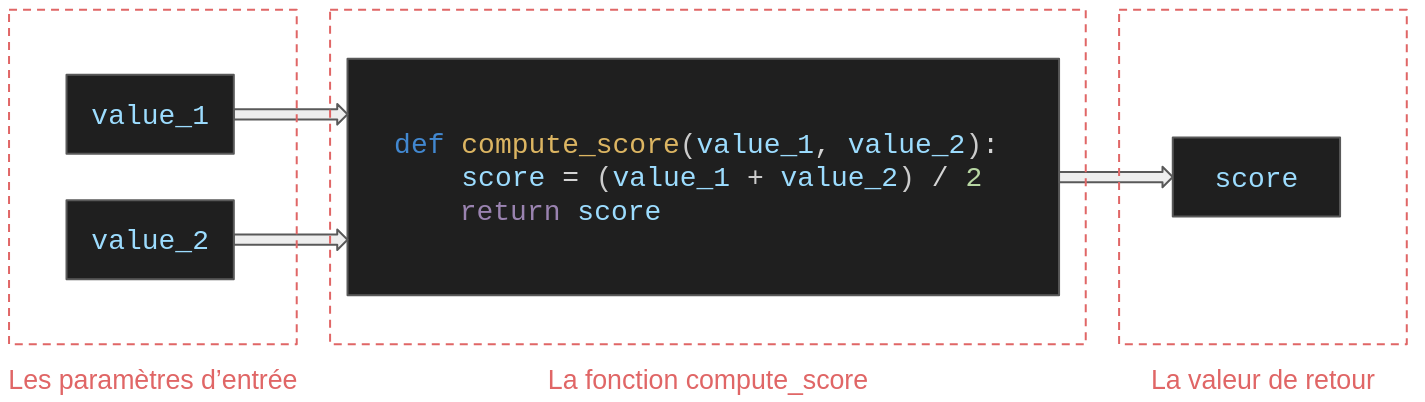 value_1
value_2
def compute_score(value_1, value_2):
    score = (value_1 + value_2) / 2
    return score
score
Les paramètres d’entrée
La fonction compute_score
La valeur de retour